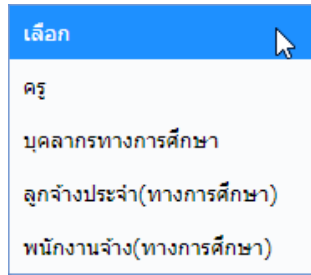 เลือก
ครู
บุคลากรทางการศึกษา
ลูกจ้างประจำ(ทางการศึกษา)
พนักงานจ้าง(ทางการศึกษา)